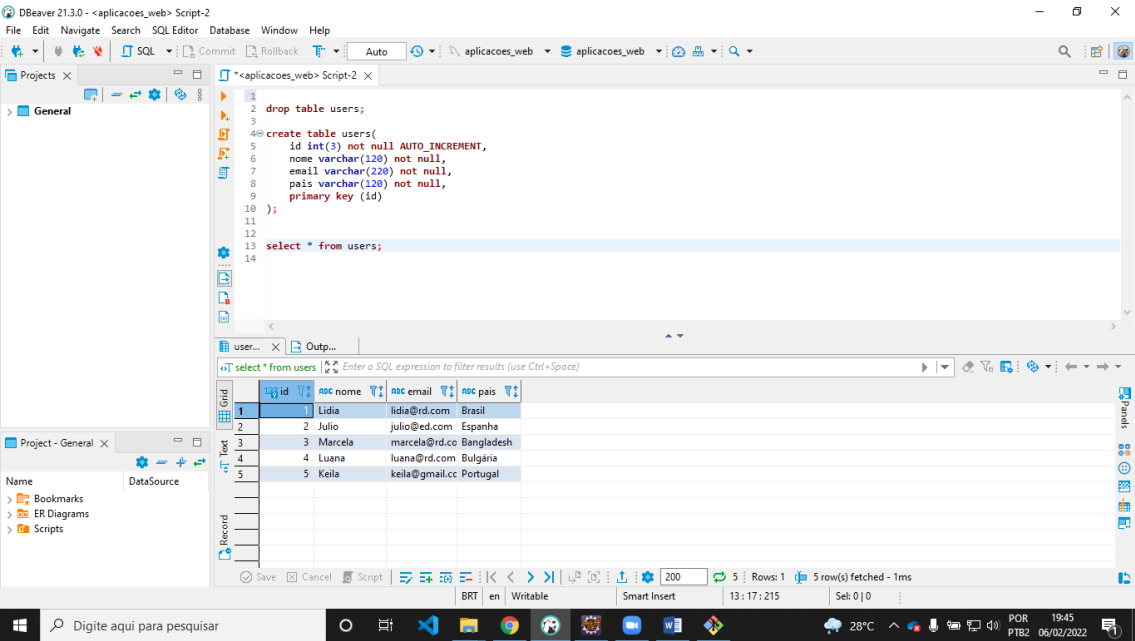 DBeaver 21.3.0 - <aplicacoes_web> Script-2
File Edit Navigate Search SQL Editor Database Window Help
SQL Commit Rollback Auto aplicacoes_web aplicacoes_web
Projects
General
*<aplicacoes_web> Script-2
1
2 drop table users;
3
4 create table users(
5 id int(3) not null AUTO_INCREMENT,
6 nome varchar(120) not null,
7 email varchar(220) not null,
8 pais varchar(120) not null,
9 primary key (id)
10 );
11
12
13 select * from users;
14
Project - General
Name DataSource
Bookmarks
ER Diagrams
Scripts
user... Outp...
select * from users Enter a SQL expression to filter results (use Ctrl+Space)
Grid
Text
Record
Panels
123 id ABC nome ABC email ABC pais
1 1 Lidia lidia@rd.com Brasil
2 2 Julio julio@ed.com Espanha
3 3 Marcela marcela@rd.co Bangladesh
4 4 Luana luana@rd.com Bulgária
5 5 Keila keila@gmail.cc Portugal
Save Cancel Script 200 5 Rows: 1 5 row(s) fetched - 1ms
BRT en Writable Smart Insert 13 : 17 : 215 Sel: 0 | 0
Digite aqui para pesquisar
28°C
POR
PTB2
19:45
06/02/2022
1